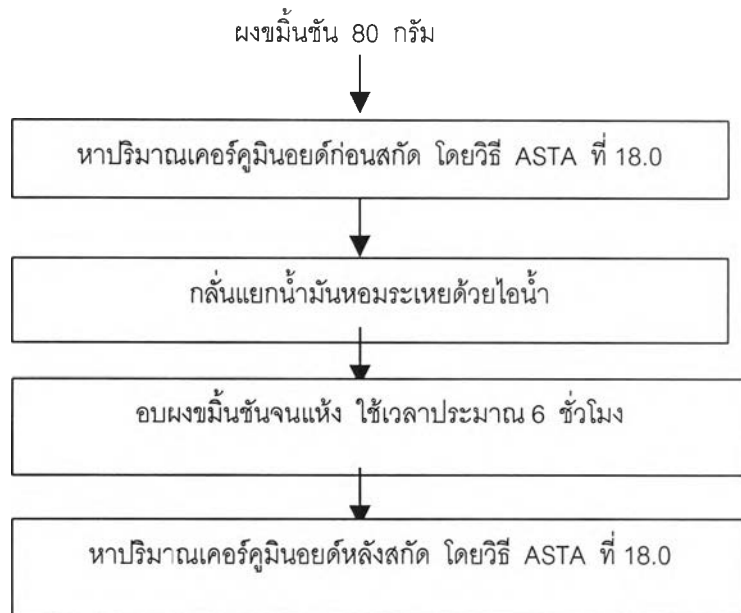 ผงขมิ้นชัน 80 กรัม
หาปริมาณเคอร์คูมินอยด์ก่อนสกัด โดยวิธี ASTA ที่ 18.0
กลั่นแยกน้ำมันหอมระเหยด้วยไอน้ำ
อบผงขมิ้นชันจนแห้ง ใช้เวลาประมาณ 6 ชั่วโมง
หาปริมาณเคอร์คูมินอยด์หลังสกัด โดยวิธี ASTA ที่ 18.0